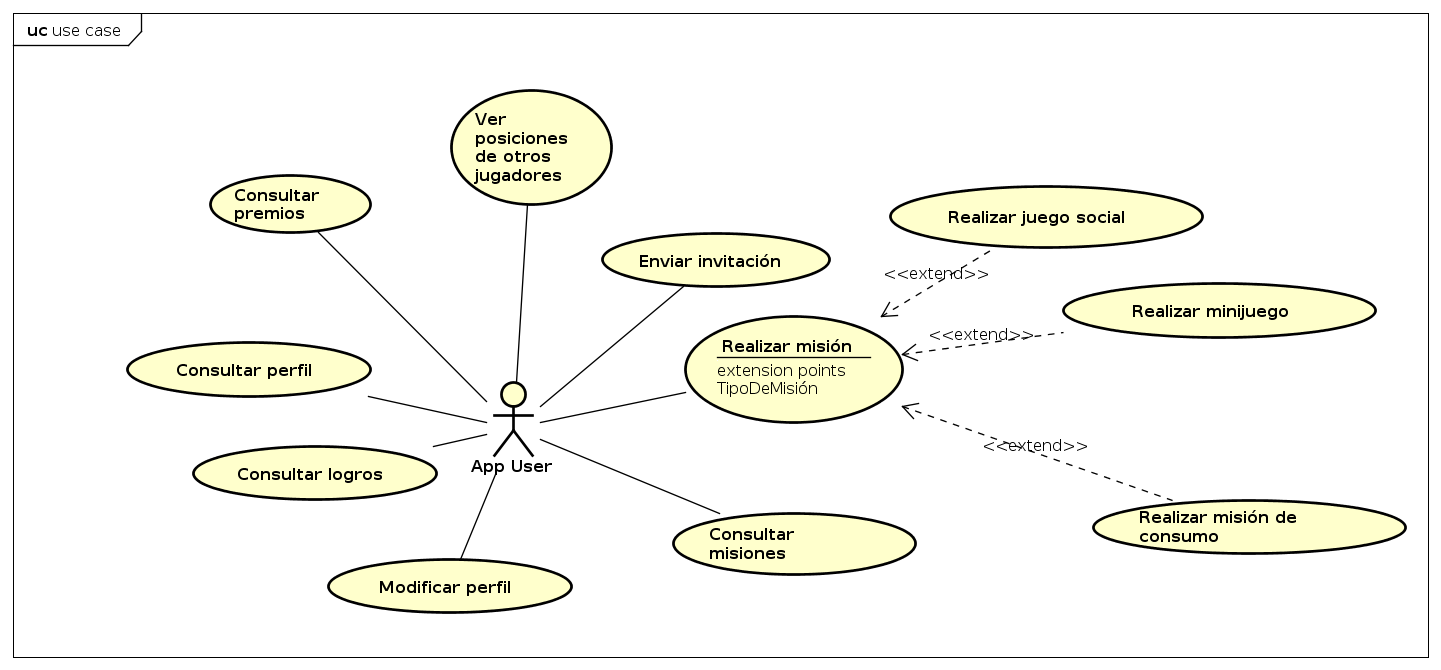 uc use case
Ver
posiciones
de otros
jugadores
Consultar
premios
Realizar juego social
Enviar invitación
<<extend>>
Realizar minijuego
<<extend>>
Realizar misión
extension points
TipoDeMisión
Consultar perfil
<<extend>>
App User
Consultar logros
Realizar misión de
consumo
Consultar
misiones
Modificar perfil